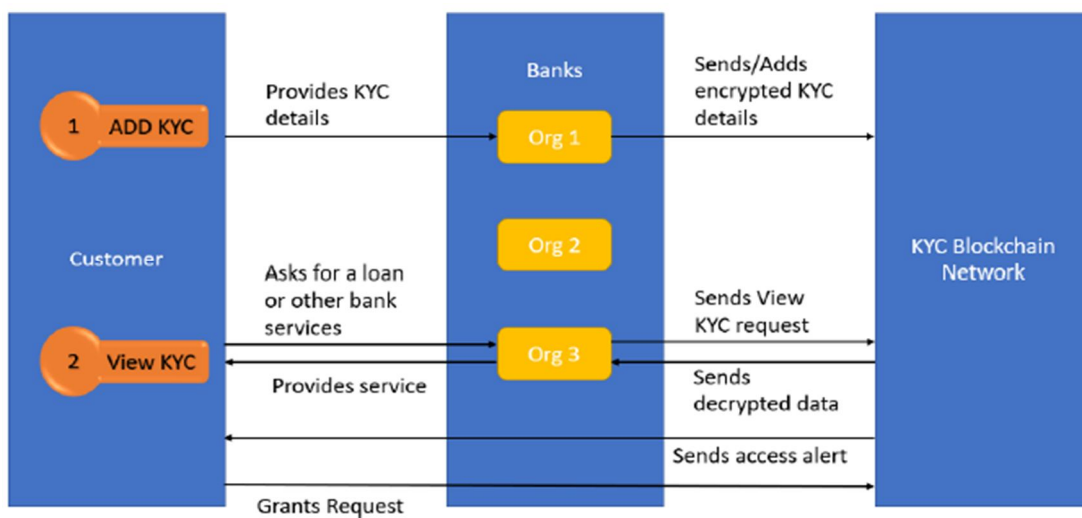 Banks
Provides KYC
details
Sends/Adds
encrypted KYC
details
1
ADD KYC
Org 1
Org 2
Customer
KYC Blockchain
Network
Asks for a loan
or other bank
services
Sends View
KYC request
2
View KYC
Org 3
Provides service
Sends
decrypted data
Sends access alert
Grants Request